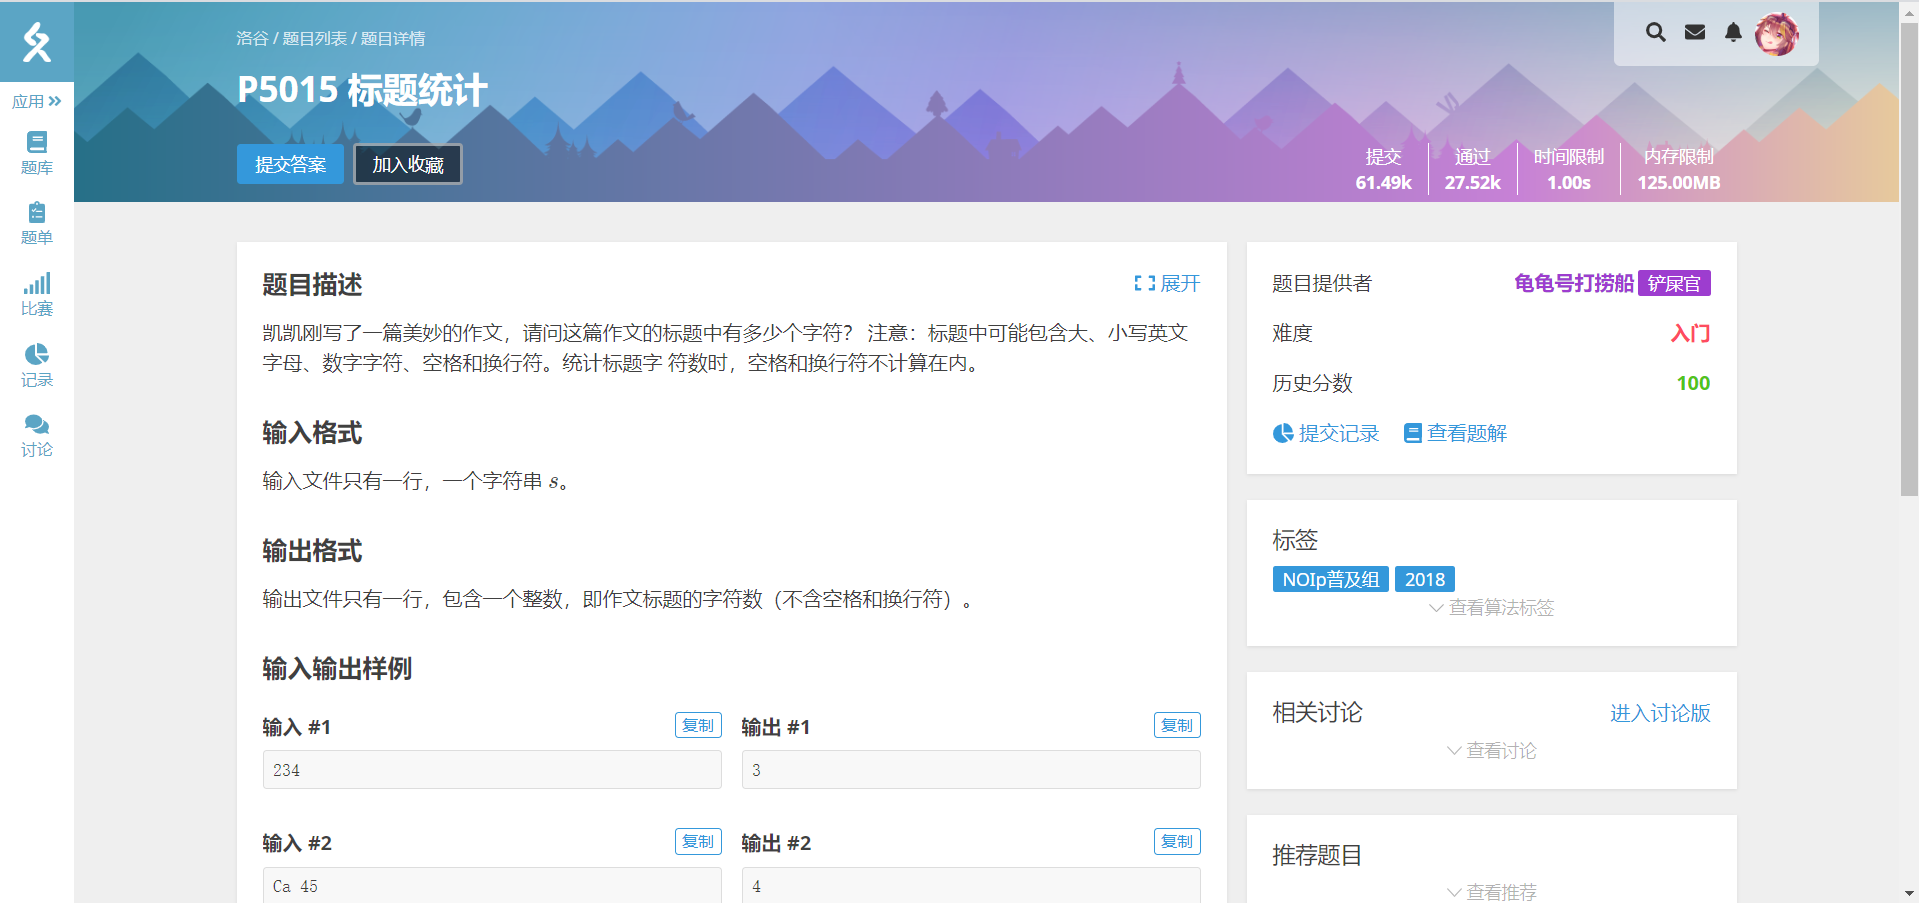 洛谷 / 题目列表 / 题目详情
P5015 标题统计
提交答案
加入收藏
提交
61.49k
通过
27.52k
时间限制
1.00s
内存限制
125.00MB
应用
题库
题单
比赛
记录
讨论
题目描述
展开
凯凯刚写了一篇美妙的作文，请问这篇作文的标题中有多少个字符？ 注意：标题中可能包含大、小写英文
字母、数字字符、空格和换行符。统计标题字 符数时，空格和换行符不计算在内。
输入格式
输入文件只有一行，一个字符串 s。
输出格式
输出文件只有一行，包含一个整数，即作文标题的字符数（不含空格和换行符）。
输入输出样例
输入 #1
复制
输出 #1
复制
234
3
输入 #2
复制
输出 #2
复制
Ca 45
4
题目提供者
龟龟号打捞船 铲屎官
难度
入门
历史分数
100
提交记录
查看题解
标签
NOIp普及组
2018
查看算法标签
相关讨论
进入讨论版
查看讨论
推荐题目
查看推荐